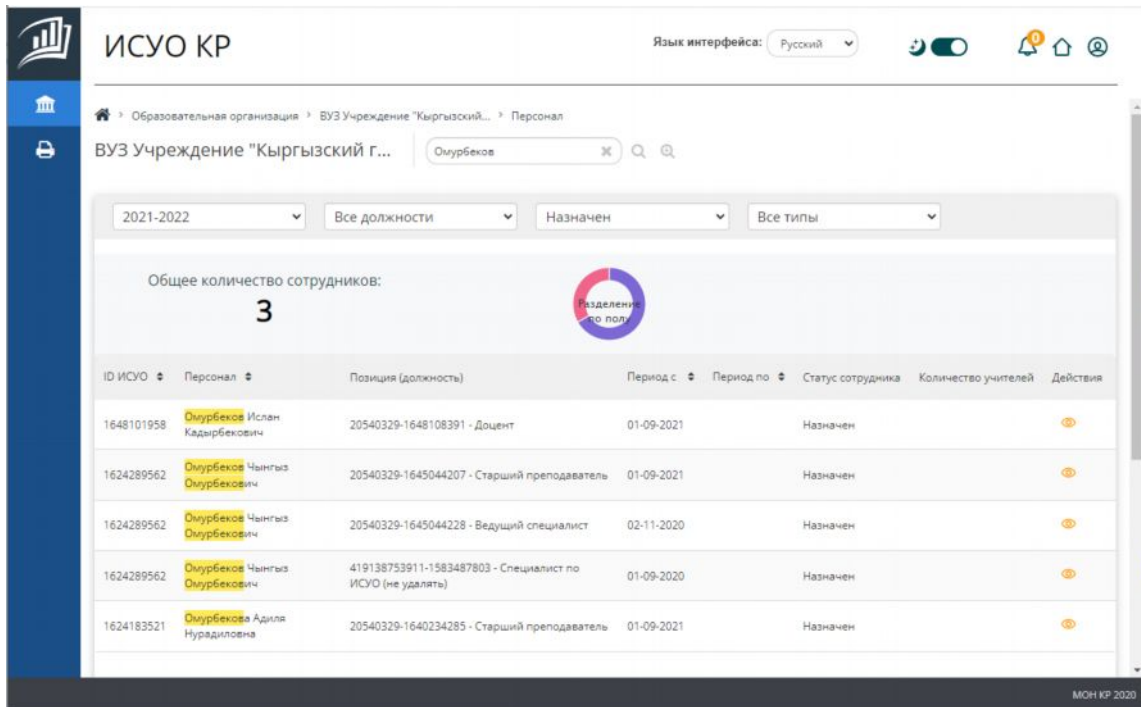 ИСУО КР
Язык интерфейса: Русский
0
Образовательная организация > ВУЗ Учреждение "Кыргызский... > Персонал
ВУЗ Учреждение "Кыргызский г...
Омурбеков
2021-2022 Все должности Назначен Все типы
Общее количество сотрудников:
3
Разделение
по полу
ID ИСУО Персонал Позиция (должность) Период с Период по Статус сотрудника Количество учителей Действия
1648101958 Омурбеков Ислан Кадырбекович 20540329-1648108391 - Доцент 01-09-2021 Назначен
1624289562 Омурбеков Чынгыз Омурбекович 20540329-1645044207 - Старший преподаватель 01-09-2021 Назначен
1624289562 Омурбеков Чынгыз Омурбекович 20540329-1645044228 - Ведущий специалист 02-11-2020 Назначен
1624289562 Омурбеков Чынгыз Омурбекович 419138753911-1583487803 - Специалист по ИСУО (не удалять) 01-09-2020 Назначен
1624183521 Омурбекова Адиля Нурадиловна 20540329-1640234285 - Старший преподаватель 01-09-2021 Назначен
МОН КР 2020